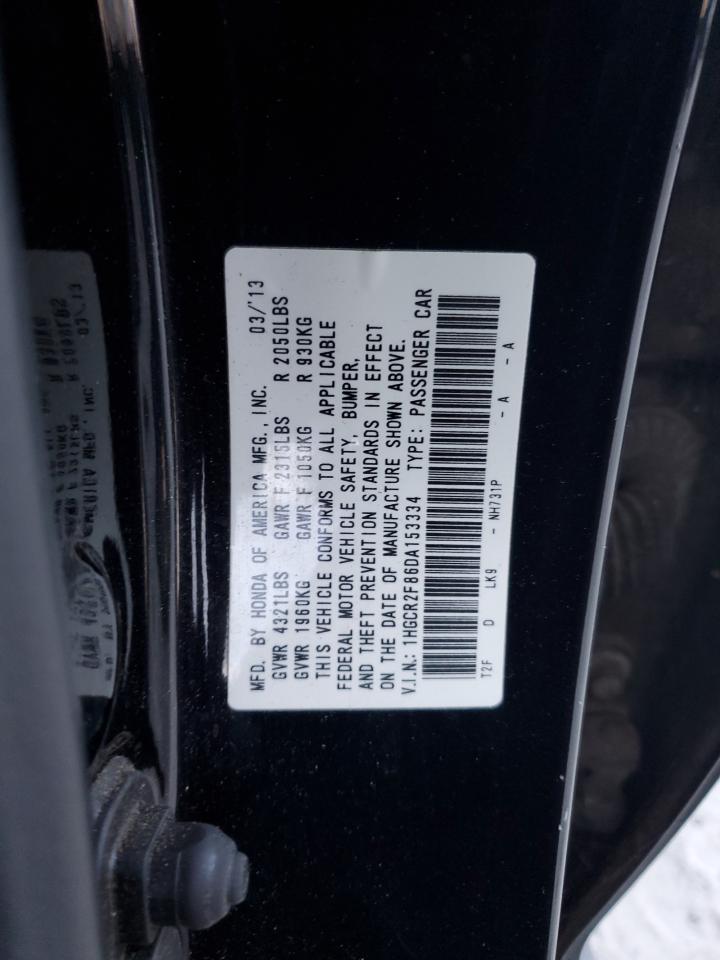 MFD. BY HONDA OF AMERICA MFG., INC. 03/'13
GVWR 4321LBS GAWR F 2315LBS R 2050LBS
GVWR 1960KG GAWR F 1050KG R 930KG
THIS VEHICLE CONFORMS TO ALL APPLICABLE
FEDERAL MOTOR VEHICLE SAFETY, BUMPER,
AND THEFT PREVENTION STANDARDS IN EFFECT
ON THE DATE OF MANUFACTURE SHOWN ABOVE.
V.I.N.: 1HGCR2F86DA153334 TYPE: PASSENGER CAR
T2F D LK9 - NH731P - A - A